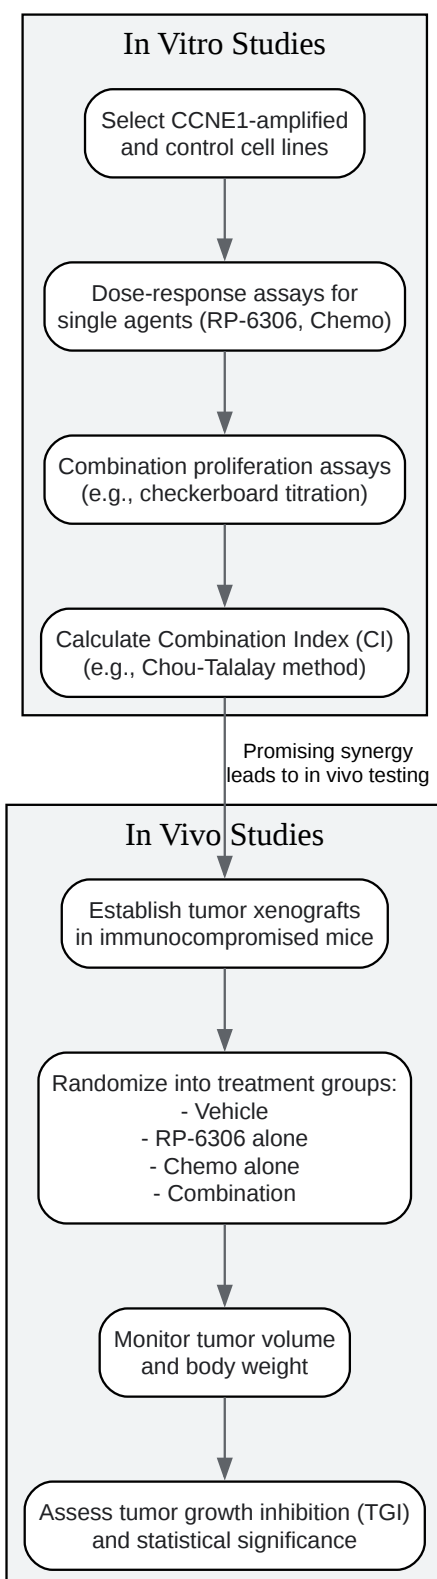 In Vitro Studies
Select CCNE1-amplified
and control cell lines
Dose-response assays for
single agents (RP-6306, Chemo)
Combination proliferation assays
(e.g., checkerboard titration)
Calculate Combination Index (CI)
(e.g., Chou-Talalay method)
Promising synergy
leads to in vivo testing
In Vivo Studies
Establish tumor xenografts
in immunocompromised mice
Randomize into treatment groups:
- Vehicle
- RP-6306 alone
- Chemo alone
- Combination
Monitor tumor volume
and body weight
Assess tumor growth inhibition (TGI)
and statistical significance